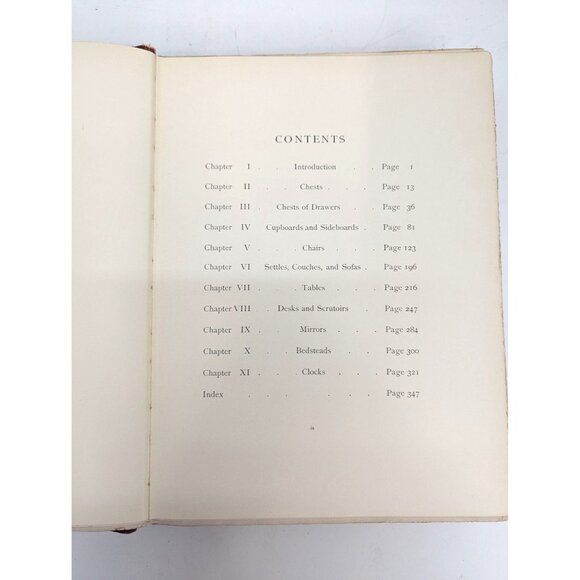 CONTENTS
Chapter I . . Introduction . . Page 1
Chapter II . . Chests . . . Page 13
Chapter III . Chests of Drawers . . Page 36
Chapter IV . Cupboards and Sideboards . Page 81
Chapter V . . Chairs . . . Page 123
Chapter VI . Settles, Couches, and Sofas . Page 196
Chapter VII . . Tables . . . Page 216
Chapter VIII . Desks and Scrutoirs . Page 247
Chapter IX . . Mirrors . . . Page 284
Chapter X . . Bedsteads . . Page 300
Chapter XI . . . Clocks . . . Page 321
Index . . . . . . Page 347
ix